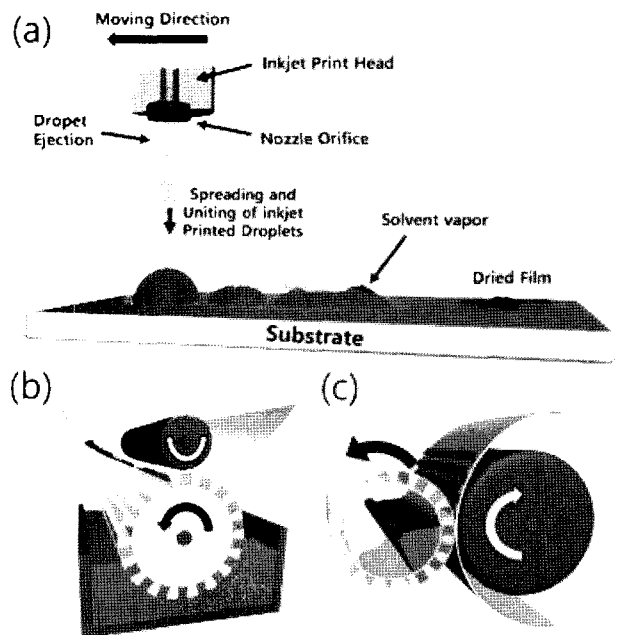 (a)
Moving Direction
Inkjet Print Head
Dropet
Ejection
Nozzle Orifice
Spreading and
Uniting of inkjet
Printed Droplets
Solvent vapor
Dried Film
Substrate
(b)
(c)